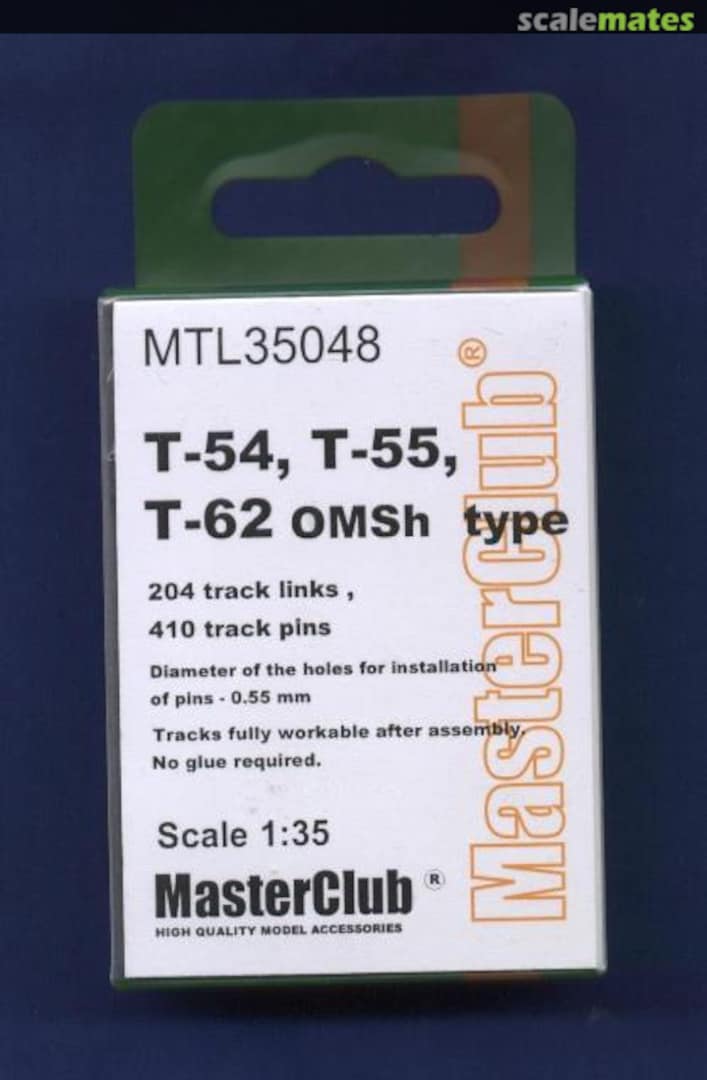 scalemates
MTL35048
T-54, T-55,
T-62 OMSh type
204 track links ,
410 track pins
Diameter of the holes for installation
of pins - 0.55 mm
Tracks fully workable after assembly.
No glue required.
Scale 1:35
MasterClub ®
HIGH QUALITY MODEL ACCESSORIES
MasterClub®